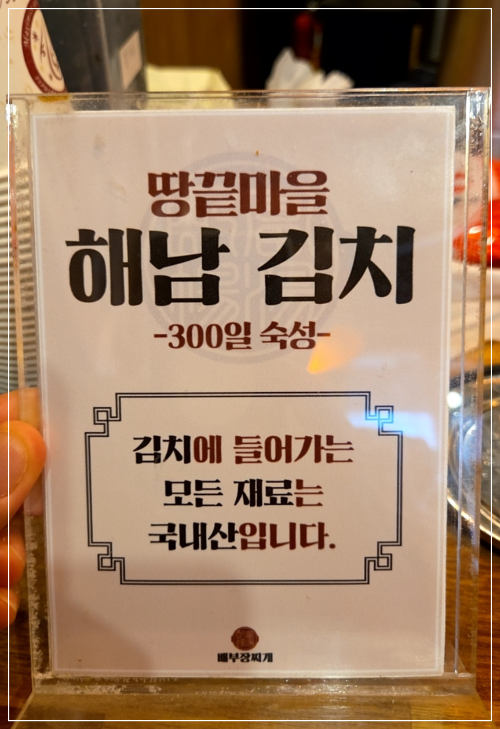 땅끝마을
해남 김치
-300일 숙성-
김치에 들어가는
모든 재료는
국내산입니다.
배부장찌개